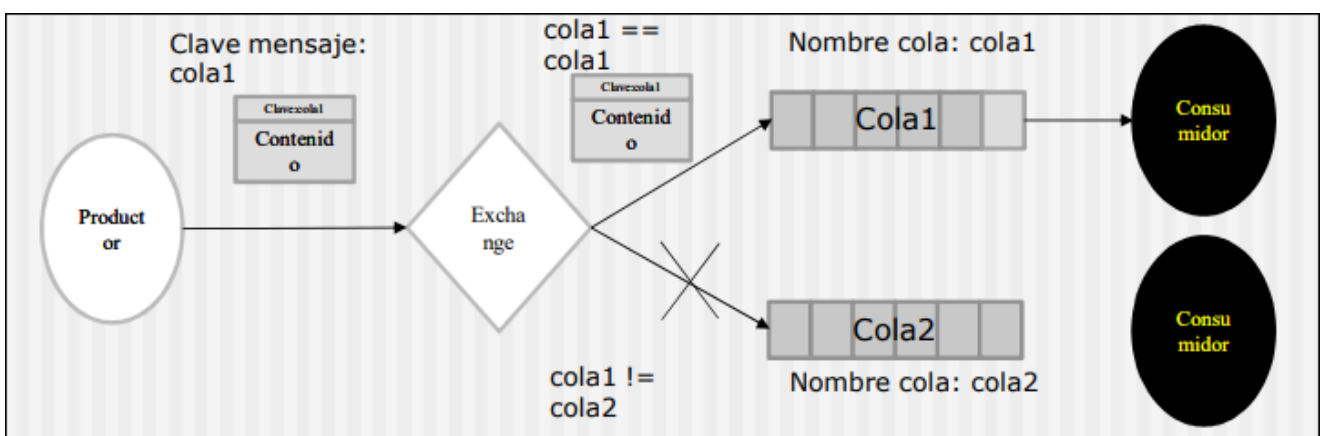 Clave mensaje:
cola1
Clave:cola1
Contenid
o
Product
or
Excha
nge
cola1 ==
cola1
Clave:cola1
Contenid
o
Nombre cola: cola1
Cola1
Consu
midor
cola1 !=
cola2
Cola2
Nombre cola: cola2
Consu
midor